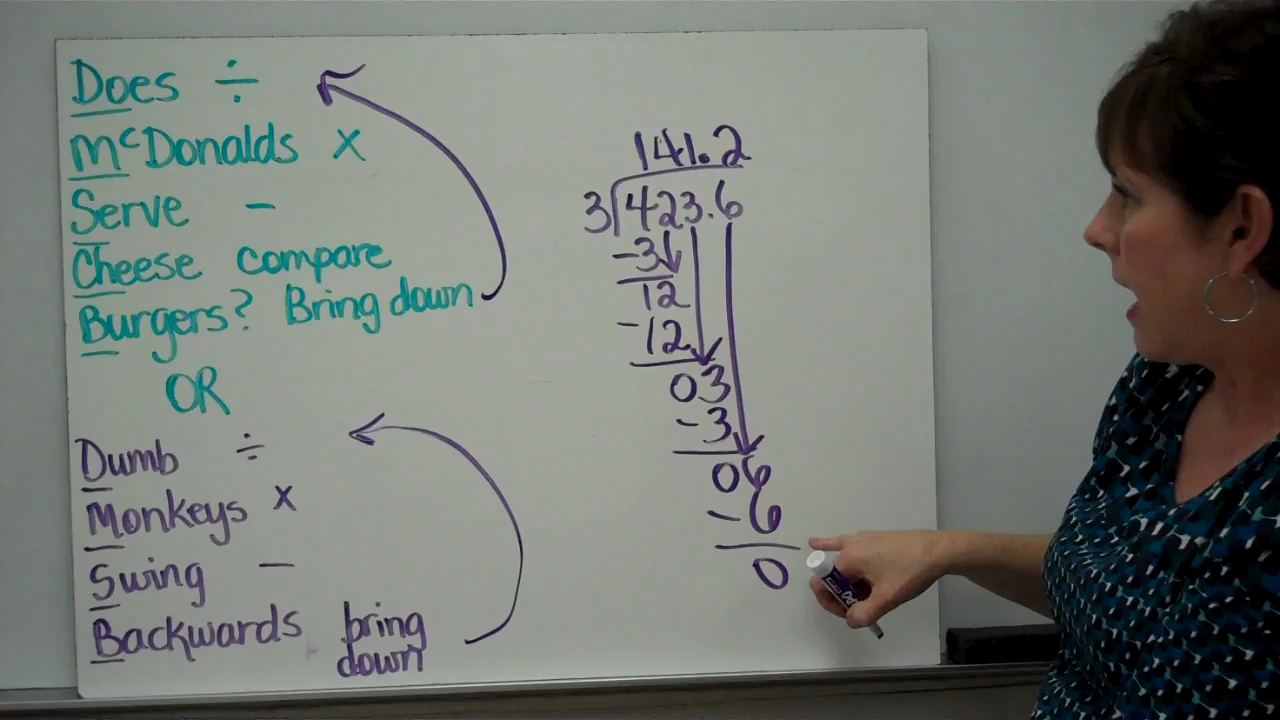 Does ÷
McDonalds x
Serve -
Cheese compare
Burgers? Bring down
OR
Dumb ÷
Monkeys x
Swing -
Backwards bring
down
141.2
3 423.6
-3
12
-12
03
-3
06
-6
0